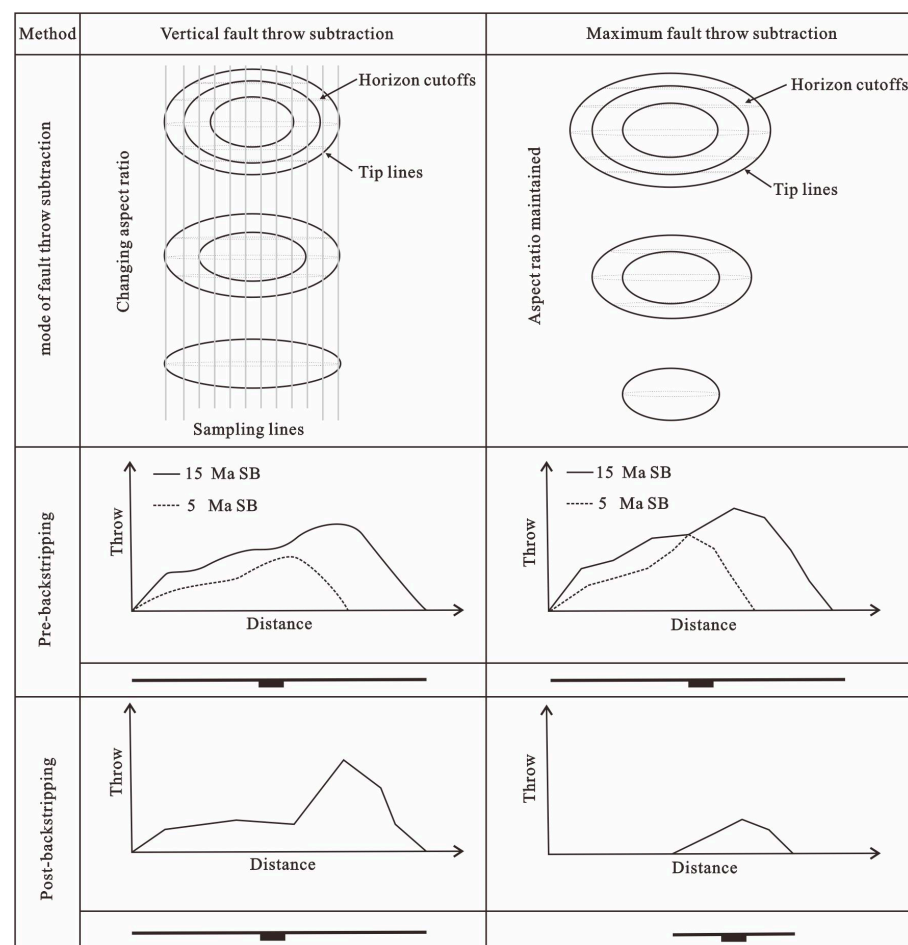 Method
Vertical fault throw subtraction
Maximum fault throw subtraction
mode of fault throw subtraction
Changing aspect ratio
Horizon cutoffs
Tip lines
Sampling lines
Aspect ratio maintained
Horizon cutoffs
Tip lines
Pre-backstripping
15 Ma SB
5 Ma SB
Throw
Distance
15 Ma SB
5 Ma SB
Throw
Distance
Post-backstripping
Throw
Distance
Throw
Distance